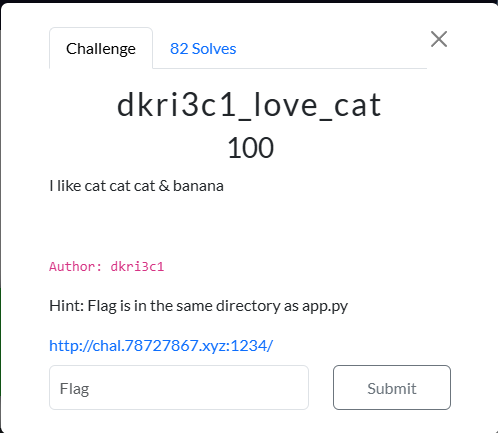 Challenge
82 Solves
dkri3c1_love_cat
100
I like cat cat cat & banana
Author: dkri3c1
Hint: Flag is in the same directory as app.py
http://chal.78727867.xyz:1234/
Flag
Submit